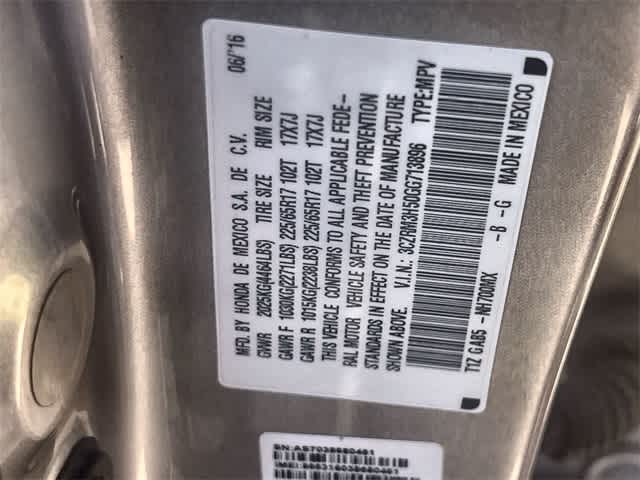 MFD. BY HONDA DE MEXICO S.A. DE C.V. 06/'16
GVWR 2025KG(4464LBS) TIRE SIZE RIM SIZE
GAWR F 1030KG(2271LBS) 225/65R17 102T 17X7J
GAWR R 1015KG(2238LBS) 225/65R17 102T 17X7J
THIS VEHICLE CONFORMS TO ALL APPLICABLE FEDE-
RAL MOTOR VEHICLE SAFETY AND THEFT PREVENTION
STANDARDS IN EFFECT ON THE DATE OF MANUFACTURE
SHOWN ABOVE. V.I.N.: 3CZRM3H50GG713896 TYPE:MPV
T1Z GAB5 -NH700MX -B -G MADE IN MEXICO
SN: AS7038680461